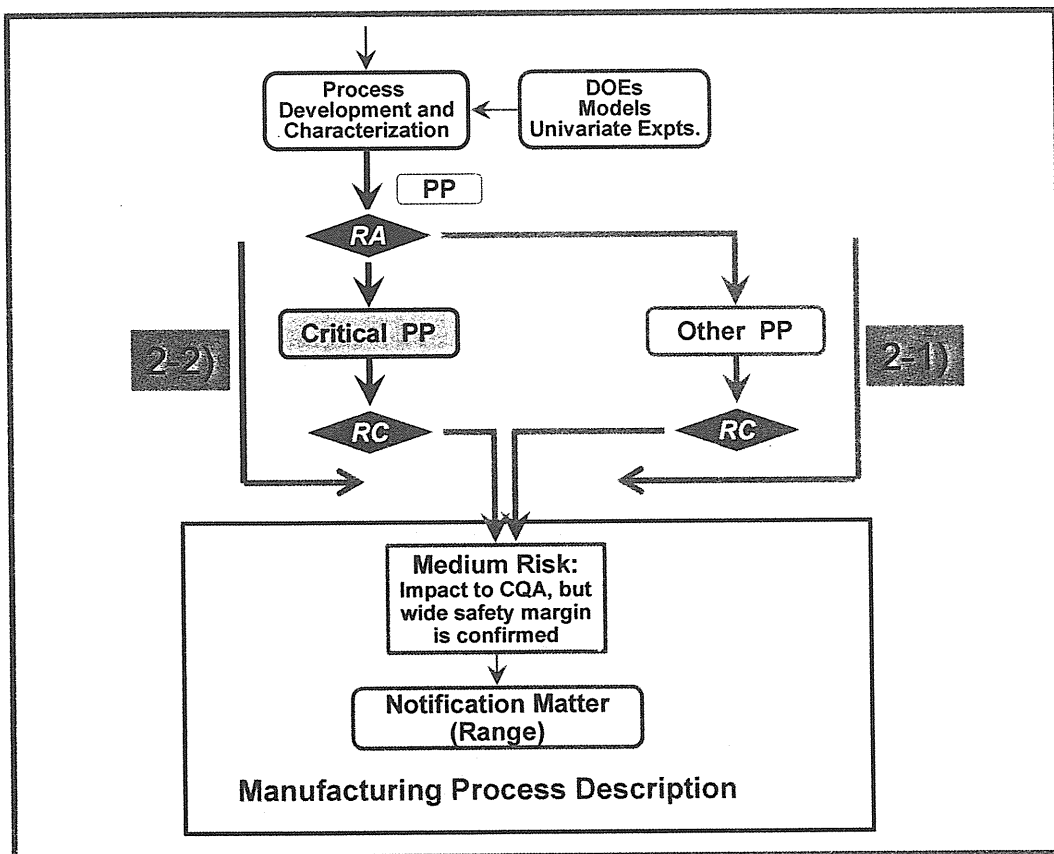 Process
Development and
Characterization
DOEs
Models
Univariate Expts.
PP
RA
Critical PP
Other PP
2-2)
2-1)
RC
RC
Medium Risk:
Impact to CQA, but
wide safety margin
is confirmed
Notification Matter
(Range)
Manufacturing Process Description